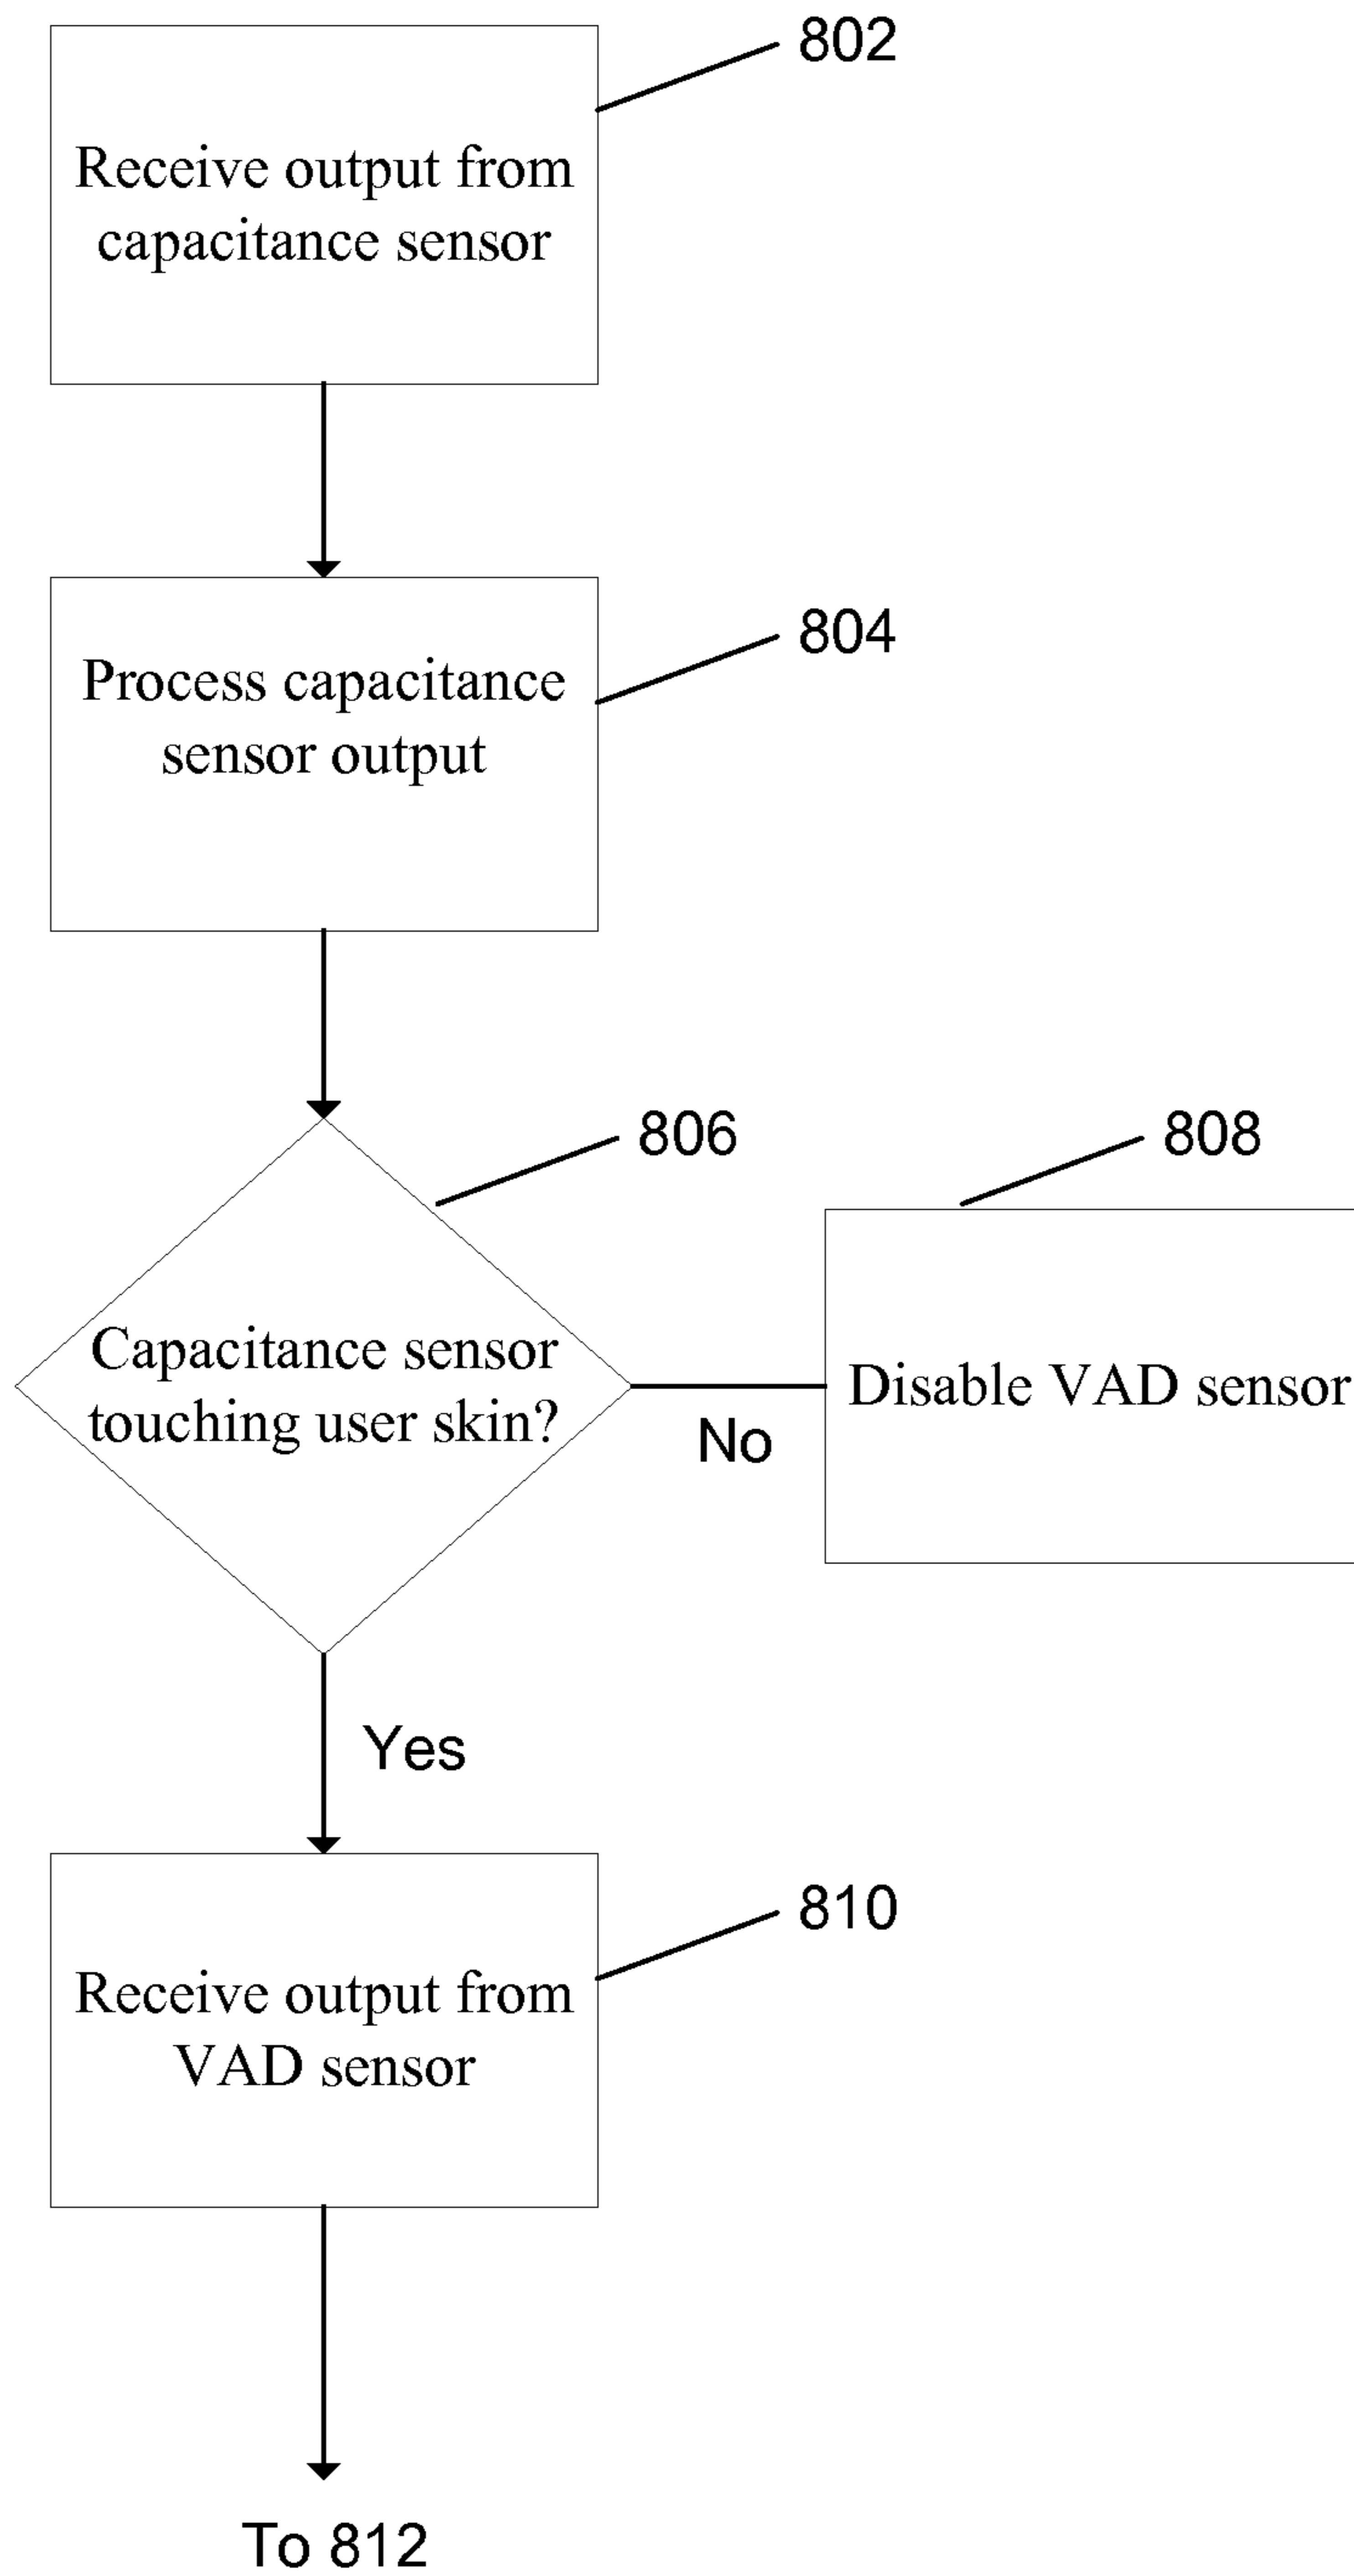 802
Receive output from
capacitance sensor
804
Process capacitance
sensor output
806
808
Capacitance sensor
touching user skin?
Disable VAD sensor
No
Yes
810
Receive output from
VAD sensor
To 812